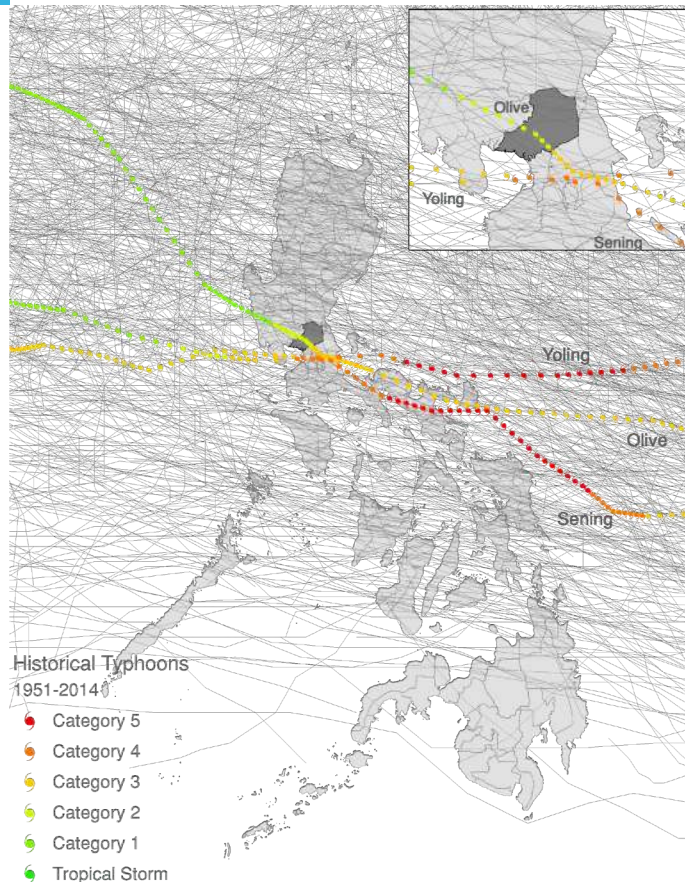 Olive
Yoling
Sening
Yoling
Olive
Sening
Historical Typhoons
1951-2014
Category 5
Category 4
Category 3
Category 2
Category 1
Tropical Storm